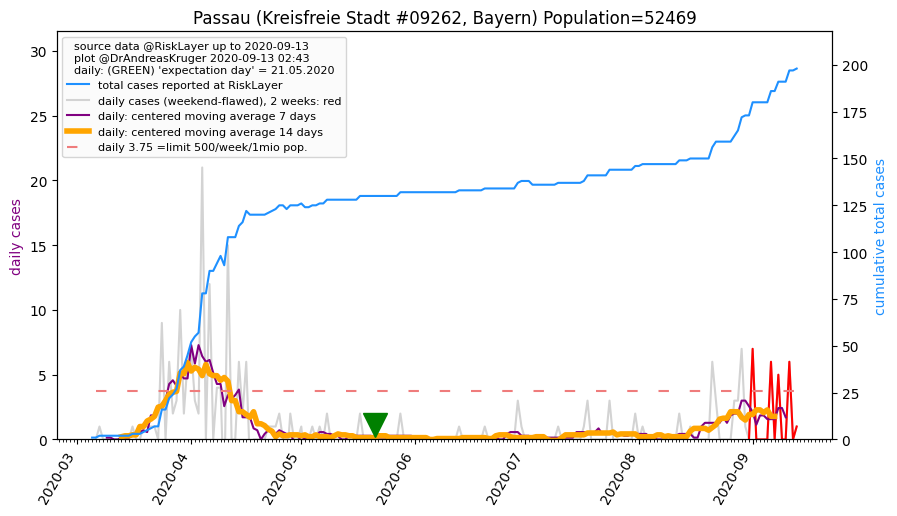 Passau (Kreisfreie Stadt #09262, Bayern) Population=52469
source data @RiskLayer up to 2020-09-13
plot @DrAndreasKruger 2020-09-13 02:43
daily: (GREEN) 'expectation day' = 21.05.2020
total cases reported at RiskLayer
daily cases (weekend-flawed), 2 weeks: red
daily: centered moving average 7 days
daily: centered moving average 14 days
daily 3.75 =limit 500/week/1mio pop.
daily cases
30
25
20
15
10
5
0
cumulative total cases
200
175
150
125
100
75
50
25
0
2020-03
2020-04
2020-05
2020-06
2020-07
2020-08
2020-09